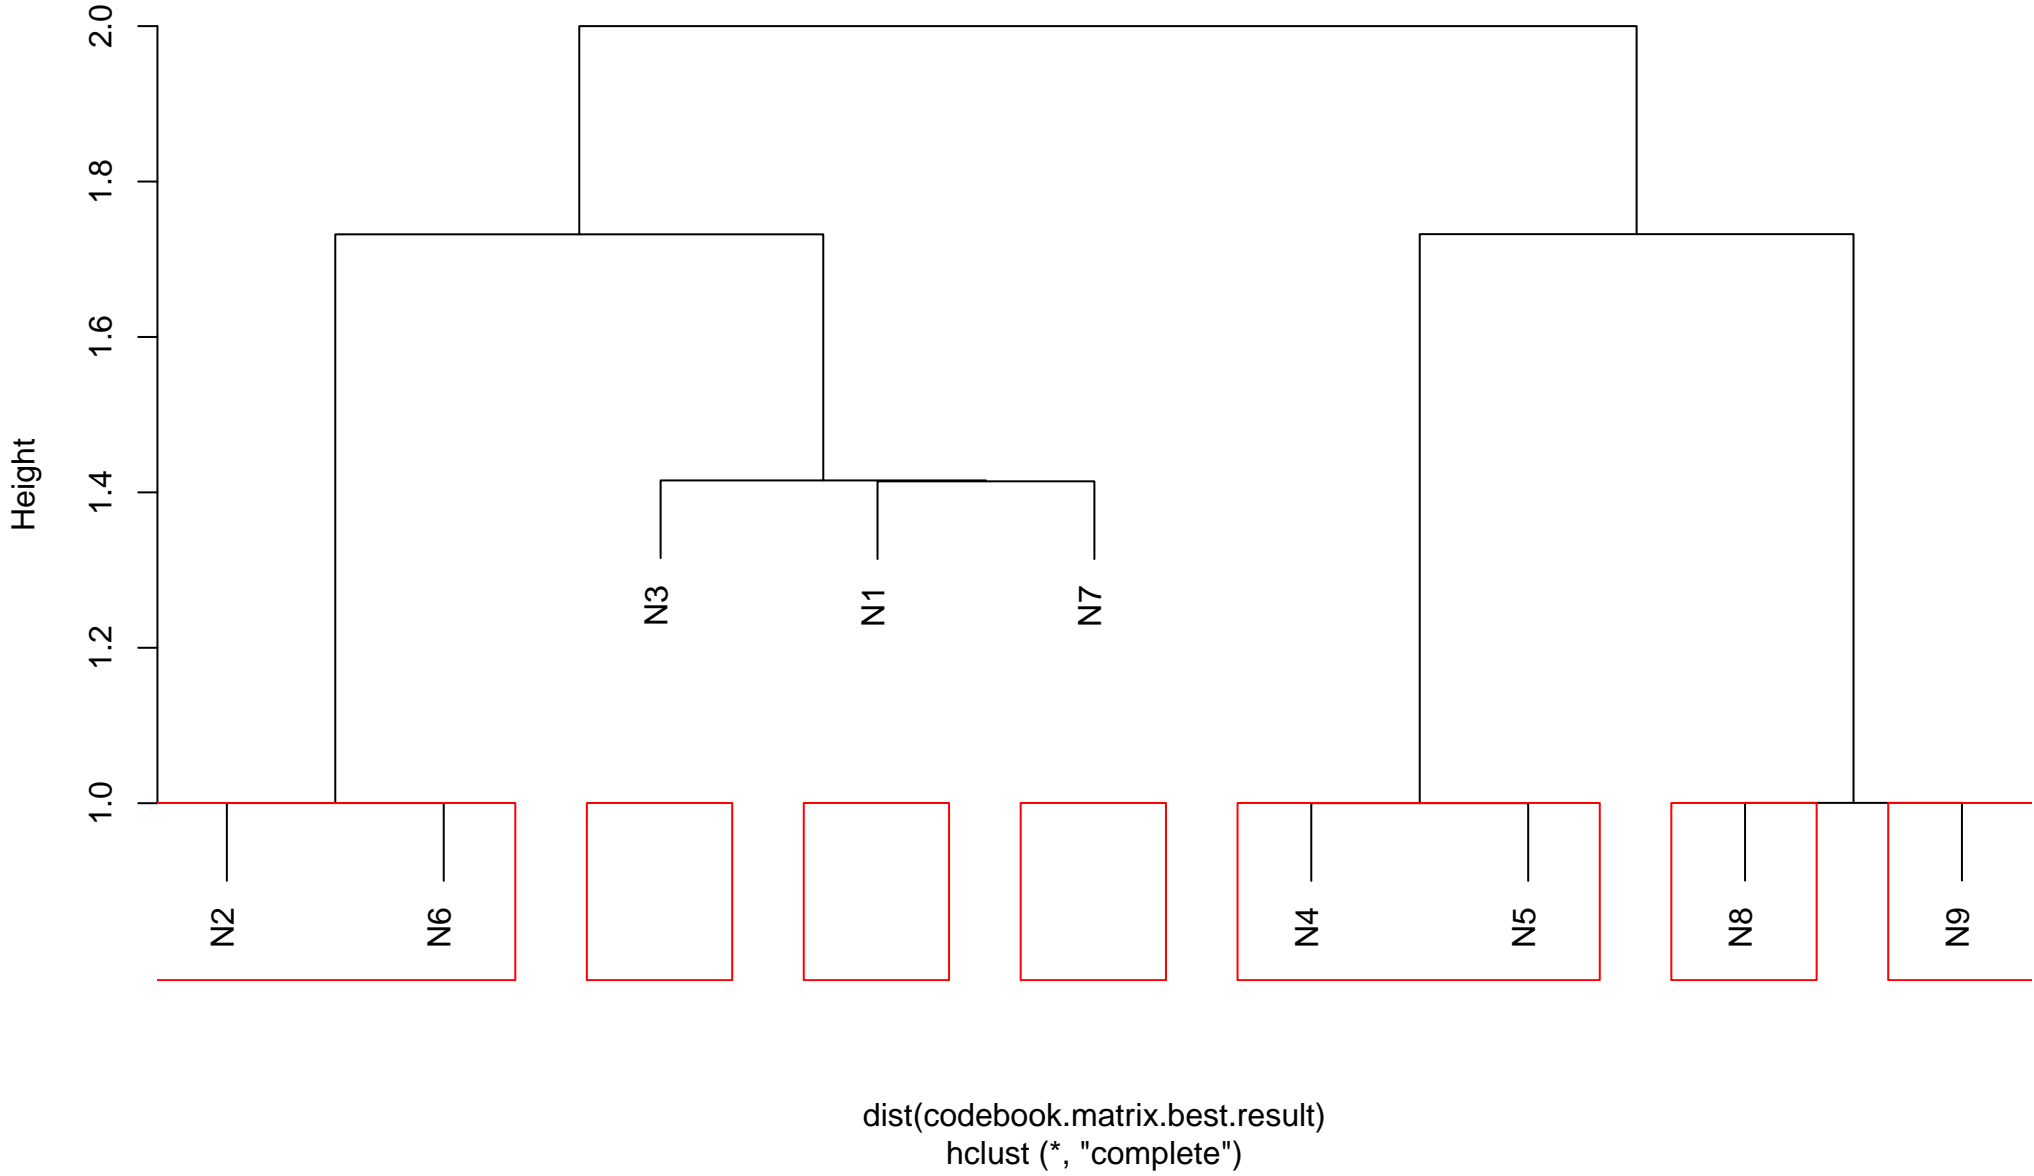 2.0
1.8
1.6
1.4
1.2
1.0
Height
N3
N1
N7
N2
N6
N4
N5
N8
N9
dist(codebook.matrix.best.result)
hclust (*, "complete")